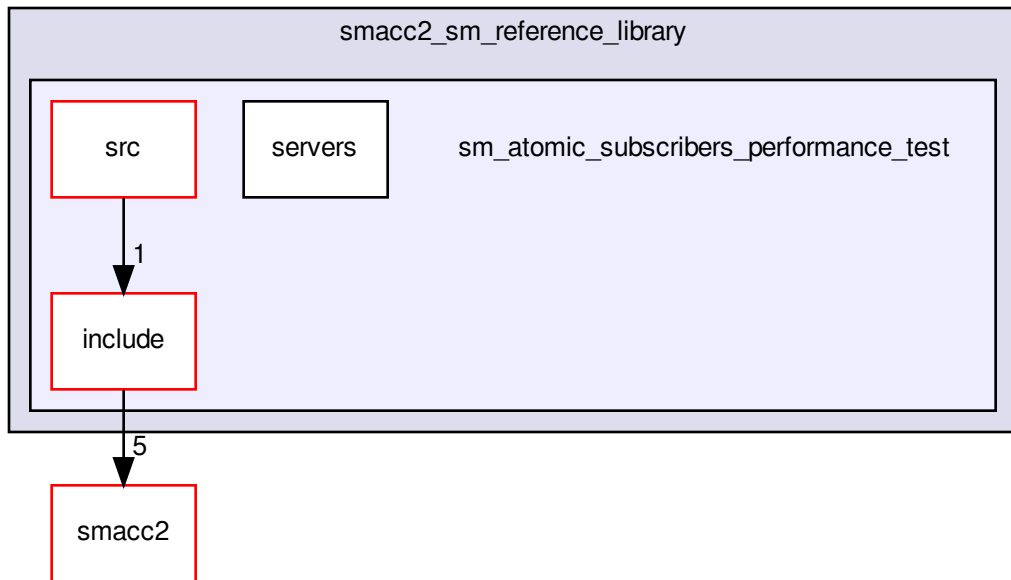 smacc2_sm_reference_library
src
servers
sm_atomic_subscribers_performance_test
1
include
5
smacc2